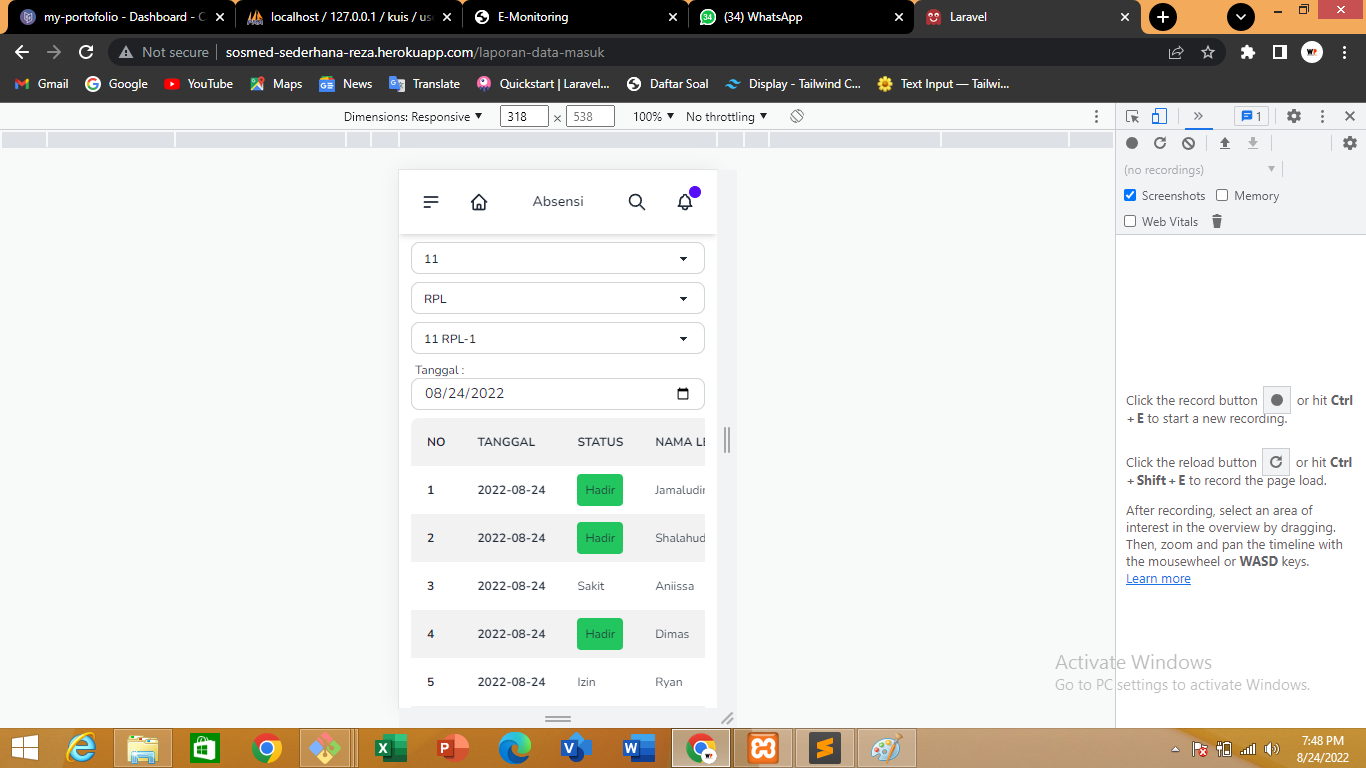 my-portofolio - Dashboard - C
localhost / 127.0.0.1 / kuis / us
E-Monitoring
(34) WhatsApp
Laravel
Not secure
sosmed-sederhana-reza.herokuapp.com/laporan-data-masuk
Gmail
Google
YouTube
Maps
News
Translate
Quickstart | Laravel...
Daftar Soal
Display - Tailwind C...
Text Input — Tailwi...
Dimensions: Responsive
318 × 538
100%
No throttling
1
(no recordings)
Screenshots
Memory
Web Vitals
Absensi
11
RPL
11 RPL-1
Tanggal :
08/24/2022
NO TANGGAL STATUS NAMA
1 2022-08-24 Hadir Jamaludin
2 2022-08-24 Hadir Shalahud
3 2022-08-24 Sakit Aniissa
4 2022-08-24 Hadir Dimas
5 2022-08-24 Izin Ryan
Click the record button or hit Ctrl
+ E to start a new recording.
Click the reload button or hit Ctrl
+ Shift + E to record the page load.
After recording, select an area of
interest in the overview by dragging.
Then, zoom and pan the timeline with
the mousewheel or WASD keys.
Learn more
Activate Windows
Go to PC settings to activate Windows.
7:48 PM
8/24/2022